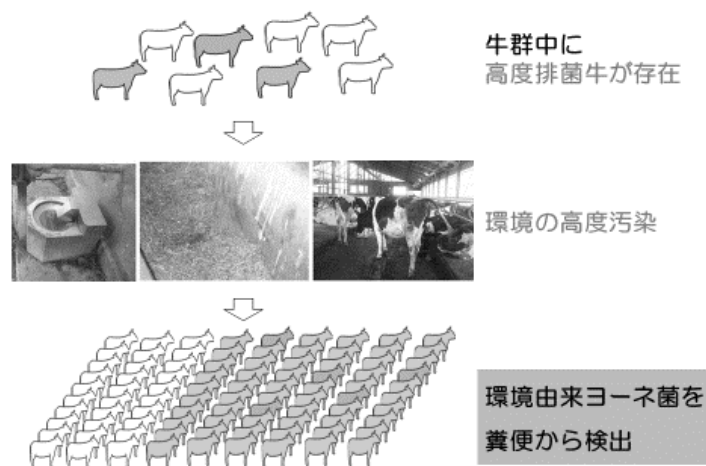 牛群中に
高度排菌牛が存在
環境の高度汚染
環境由来ヨーネ菌を
糞便から検出